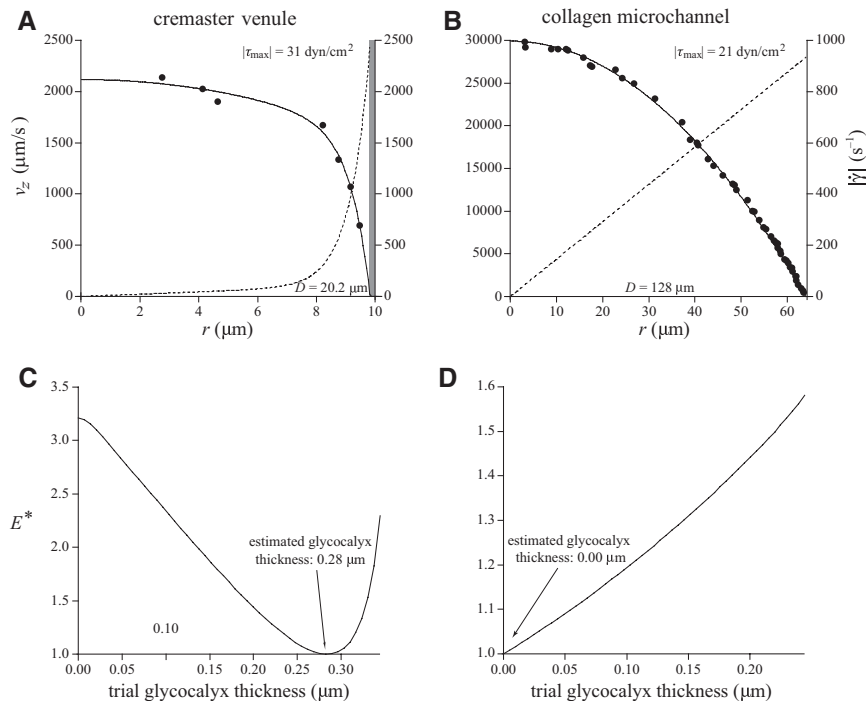 A
cremaster venule
|τmax| = 31 dyn/cm²
2500
2000
1500
1000
500
0
vz (μm/s)
2500
2000
1500
1000
500
0
D = 20.2 μm
0 2 4 6 8 10
r (μm)
B
collagen microchannel
|τmax| = 21 dyn/cm²
30000
25000
20000
15000
10000
5000
0
1000
800
600
400
200
0
|γ̇| (s⁻¹)
D = 128 μm
0 10 20 30 40 50 60
r (μm)
C
3.5
3.0
2.5
2.0
1.5
1.0
E*
estimated glycocalyx
thickness: 0.28 μm
0.10
0.00 0.05 0.15 0.20 0.25 0.30
trial glycocalyx thickness (μm)
D
1.6
1.5
1.4
1.3
1.2
1.1
1.0
estimated glycocalyx
thickness: 0.00 μm
0.00 0.05 0.10 0.15 0.20
trial glycocalyx thickness (μm)